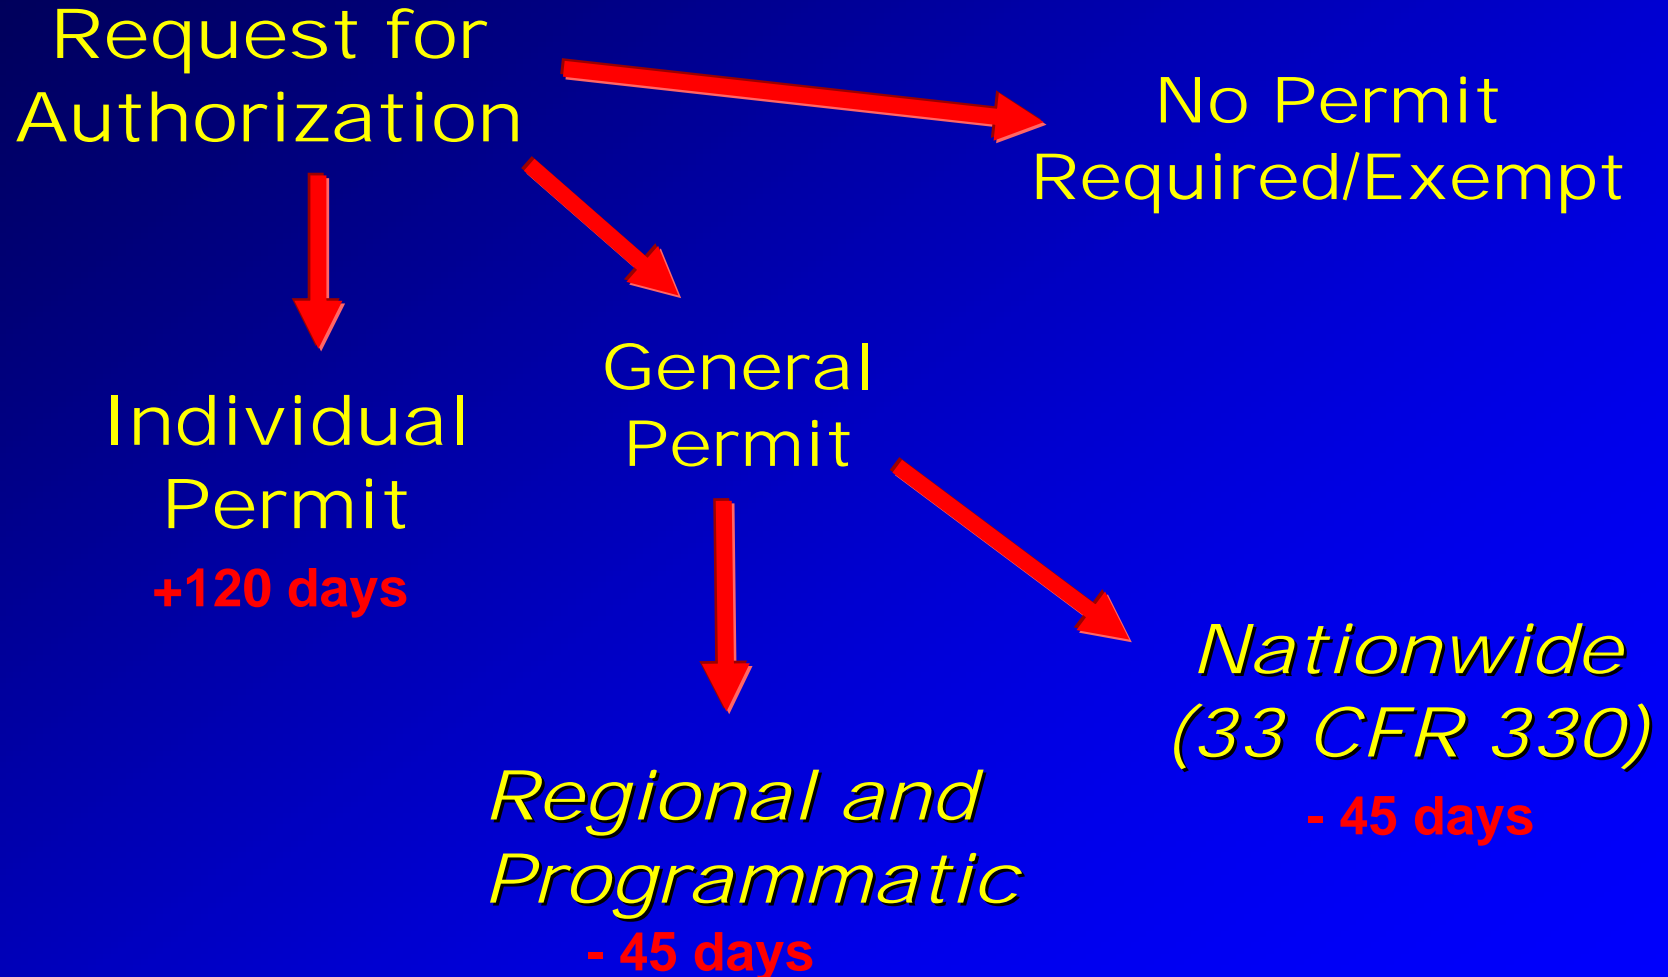 Request for
Authorization
No Permit
Required/Exempt
Individual
Permit
+120 days
General
Permit
Regional and
Programmatic
- 45 days
Nationwide
(33 CFR 330)
- 45 days